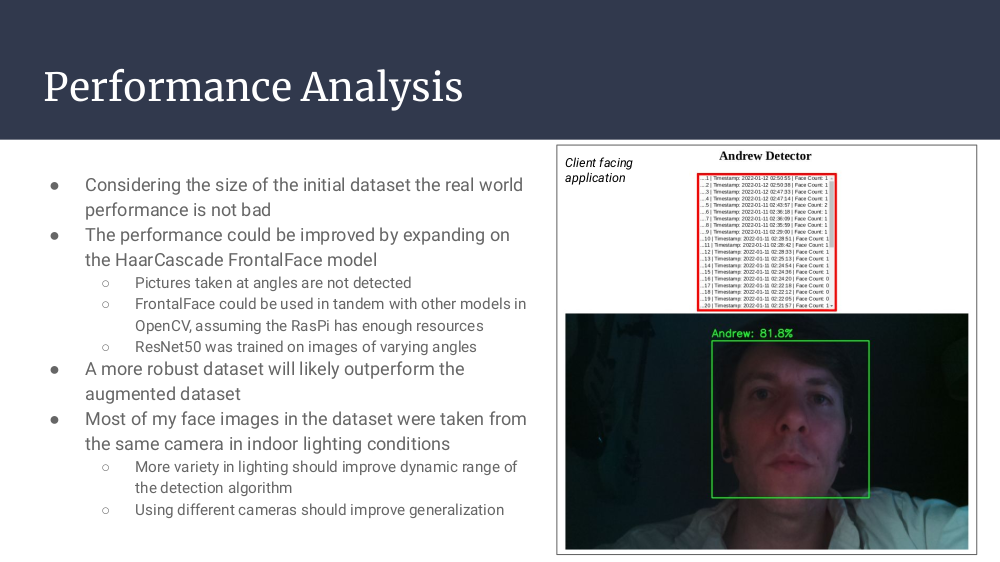 Performance Analysis
● Considering the size of the initial dataset the real world
performance is not bad
● The performance could be improved by expanding on
the HaarCascade FrontalFace model
○ Pictures taken at angles are not detected
○ FrontalFace could be used in tandem with other models in
OpenCV, assuming the RasPi has enough resources
○ ResNet50 was trained on images of varying angles
● A more robust dataset will likely outperform the
augmented dataset
● Most of my face images in the dataset were taken from
the same camera in indoor lighting conditions
○ More variety in lighting should improve dynamic range of
the detection algorithm
○ Using different cameras should improve generalization
Client facing
application
Andrew Detector
...1 | Timestamp: 2022-01-12 02:50:55 | Face Count: 1
...2 | Timestamp: 2022-01-12 02:50:38 | Face Count: 1
...3 | Timestamp: 2022-01-12 02:47:33 | Face Count: 1
...4 | Timestamp: 2022-01-12 02:47:14 | Face Count: 1
...5 | Timestamp: 2022-01-11 02:43:57 | Face Count: 2
...6 | Timestamp: 2022-01-11 02:36:18 | Face Count: 1
...7 | Timestamp: 2022-01-11 02:36:09 | Face Count: 1
...8 | Timestamp: 2022-01-11 02:35:59 | Face Count: 1
...9 | Timestamp: 2022-01-11 02:29:00 | Face Count: 1
...10 | Timestamp: 2022-01-11 02:28:51 | Face Count: 1
...11 | Timestamp: 2022-01-11 02:28:42 | Face Count: 1
...12 | Timestamp: 2022-01-11 02:28:33 | Face Count: 1
...13 | Timestamp: 2022-01-11 02:25:13 | Face Count: 1
...14 | Timestamp: 2022-01-11 02:24:54 | Face Count: 1
...15 | Timestamp: 2022-01-11 02:24:36 | Face Count: 1
...16 | Timestamp: 2022-01-11 02:24:20 | Face Count: 0
...17 | Timestamp: 2022-01-11 02:22:18 | Face Count: 0
...18 | Timestamp: 2022-01-11 02:22:12 | Face Count: 0
...19 | Timestamp: 2022-01-11 02:22:05 | Face Count: 0
...20 | Timestamp: 2022-01-11 02:21:57 | Face Count: 1
Andrew: 81.8%